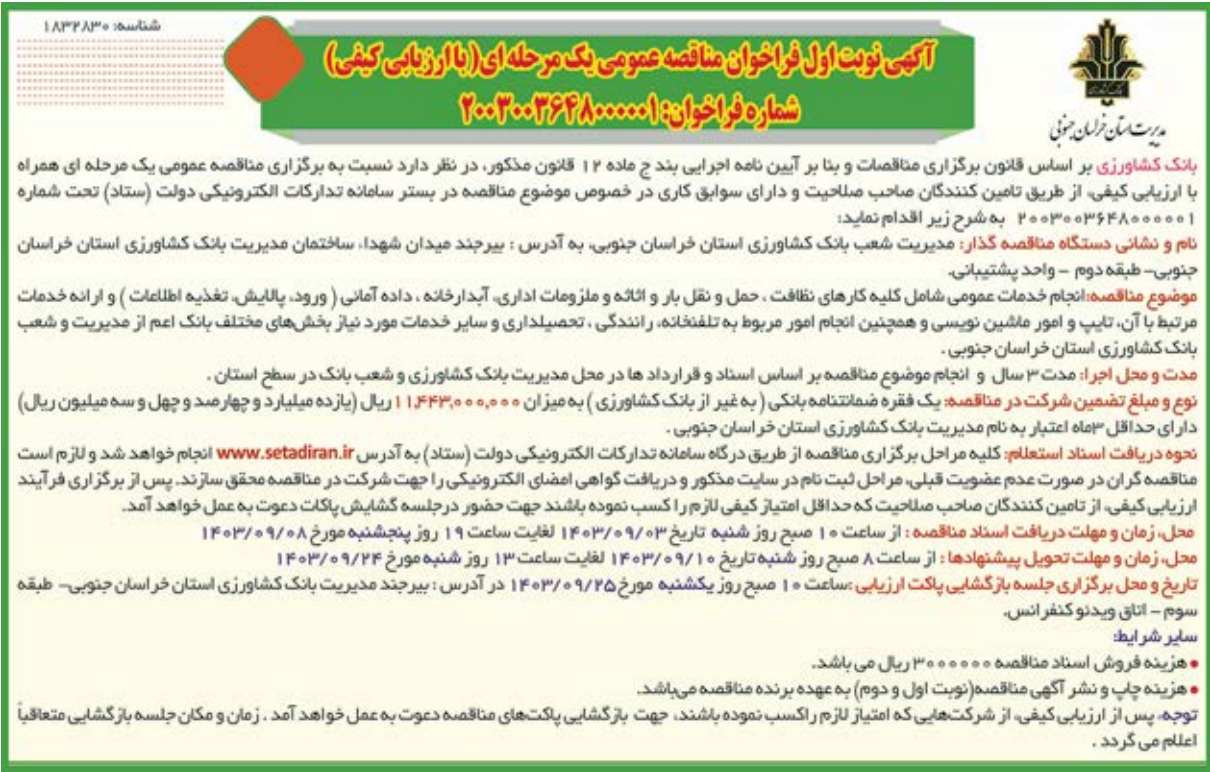 شناسه: ۱۸۳۲۸۳۰
آگهی نوبت اول فراخوان مناقصه عمومی یک مرحله ای (با ارزیابی کیفی)
شماره فراخوان: ۲۰۰۳۰۰۳۶۴۸۰۰۰۰۰۱
مدیریت استان خراسان جنوبی
بانک کشاورزی بر اساس قانون برگزاری مناقصات و بنا بر آیین نامه اجرایی بند ج ماده ۱۲ قانون مذکور، در نظر دارد نسبت به برگزاری مناقصه عمومی یک مرحله ای همراه
با ارزیابی کیفی، از طریق تامین کنندگان صاحب صلاحیت و دارای سوابق کاری در خصوص موضوع مناقصه در بستر سامانه تدارکات الکترونیکی دولت (ستاد) تحت شماره
۲۰۰۳۰۰۳۶۴۸۰۰۰۰۰۱ به شرح زیر اقدام نماید:
نام و نشانی دستگاه مناقصه گذار: مدیریت شعب بانک کشاورزی استان خراسان جنوبی، به آدرس : بیرجند میدان شهدا، ساختمان مدیریت بانک کشاورزی استان خراسان
جنوبی– طبقه دوم – واحد پشتیبانی.
موضوع مناقصه:انجام خدمات عمومی شامل کلیه کارهای نظافت ، حمل و نقل بار و اثاثه و ملزومات اداری، آبدارخانه ، داده آمائی ( ورود، پالایش، تغذیه اطلاعات ) و ارائه خدمات
مرتبط با آن، تایپ و امور ماشین نویسی و همچنین انجام امور مربوط به تلفنخانه، رانندگی ، تحصیلداری و سایر خدمات مورد نیاز بخش‌های مختلف بانک اعم از مدیریت و شعب
بانک کشاورزی استان خراسان جنوبی .
مدت و محل اجرا: مدت ۳ سال و انجام موضوع مناقصه بر اساس اسناد و قرارداد ها در محل مدیریت بانک کشاورزی و شعب بانک در سطح استان .
نوع و مبلغ تضمین شرکت در مناقصه: یک فقره ضمانتنامه بانکی ( به غیر از بانک کشاورزی ) به میزان ۱۱،۴۴۳،۰۰۰،۰۰۰ ریال (یازده میلیارد و چهارصد و چهل و سه میلیون ریال)
دارای حداقل ۳ماه اعتبار به نام مدیریت بانک کشاورزی استان خراسان جنوبی .
نحوه دریافت اسناد استعلام: کلیه مراحل برگزاری مناقصه از طریق درگاه سامانه تدارکات الکترونیکی دولت (ستاد) به آدرس www.setadiran.ir انجام خواهد شد و لازم است
مناقصه گران در صورت عدم عضویت قبلی، مراحل ثبت نام در سایت مذکور و دریافت گواهی امضای الکترونیکی را جهت شرکت در مناقصه محقق سازند. پس از برگزاری فرآیند
ارزیابی کیفی، از تامین کنندگان صاحب صلاحیت که حداقل امتیاز کیفی لازم را کسب نموده باشند جهت حضور درجلسه گشایش پاکات دعوت به عمل خواهد آمد.
محل، زمان و مهلت دریافت اسناد مناقصه : از ساعت ۱۰ صبح روز شنبه تاریخ ۱۴۰۳/۰۹/۰۳ لغایت ساعت ۱۹ روز پنجشنبه مورخ ۱۴۰۳/۰۹/۰۸
محل، زمان و مهلت تحویل پیشنهادها : از ساعت ۸ صبح روز شنبه تاریخ ۱۴۰۳/۰۹/۱۰ لغایت ساعت ۱۳ روز شنبه مورخ ۱۴۰۳/۰۹/۲۴
تاریخ و محل برگزاری جلسه بازگشایی پاکت ارزیابی :ساعت ۱۰ صبح روز یکشنبه مورخ ۱۴۰۳/۰۹/۲۵ در آدرس : بیرجند مدیریت بانک کشاورزی استان خراسان جنوبی– طبقه
سوم – اتاق ویدئو کنفرانس.
سایر شرایط:
• هزینه فروش اسناد مناقصه ۳۰۰۰۰۰۰ ریال می باشد.
• هزینه چاپ و نشر آگهی مناقصه(نوبت اول و دوم) به عهده برنده مناقصه می‌باشد.
توجه، پس از ارزیابی کیفی، از شرکت‌هایی که امتیاز لازم راکسب نموده باشند، جهت بازگشایی پاکت‌های مناقصه دعوت به عمل خواهد آمد . زمان و مکان جلسه بازگشایی متعاقباً
اعلام می گردد .